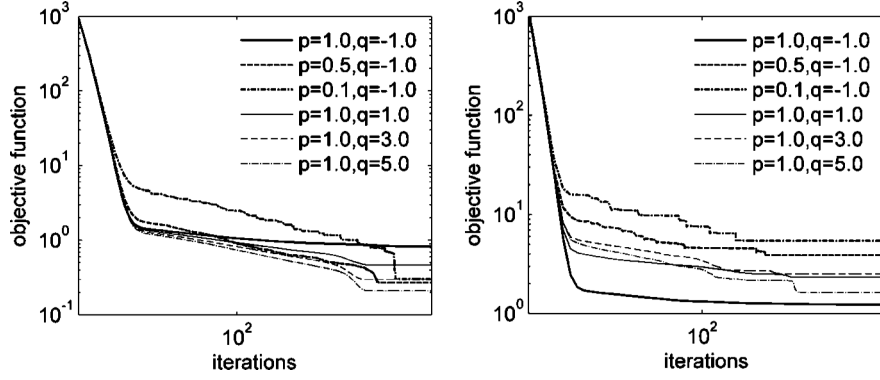 10^3
10^2
10^1
10^0
10^-1
objective function
p=1.0,q=-1.0
p=0.5,q=-1.0
p=0.1,q=-1.0
p=1.0,q=1.0
p=1.0,q=3.0
p=1.0,q=5.0
10^2
iterations
10^3
10^2
10^1
10^0
objective function
p=1.0,q=-1.0
p=0.5,q=-1.0
p=0.1,q=-1.0
p=1.0,q=1.0
p=1.0,q=3.0
p=1.0,q=5.0
10^2
iterations